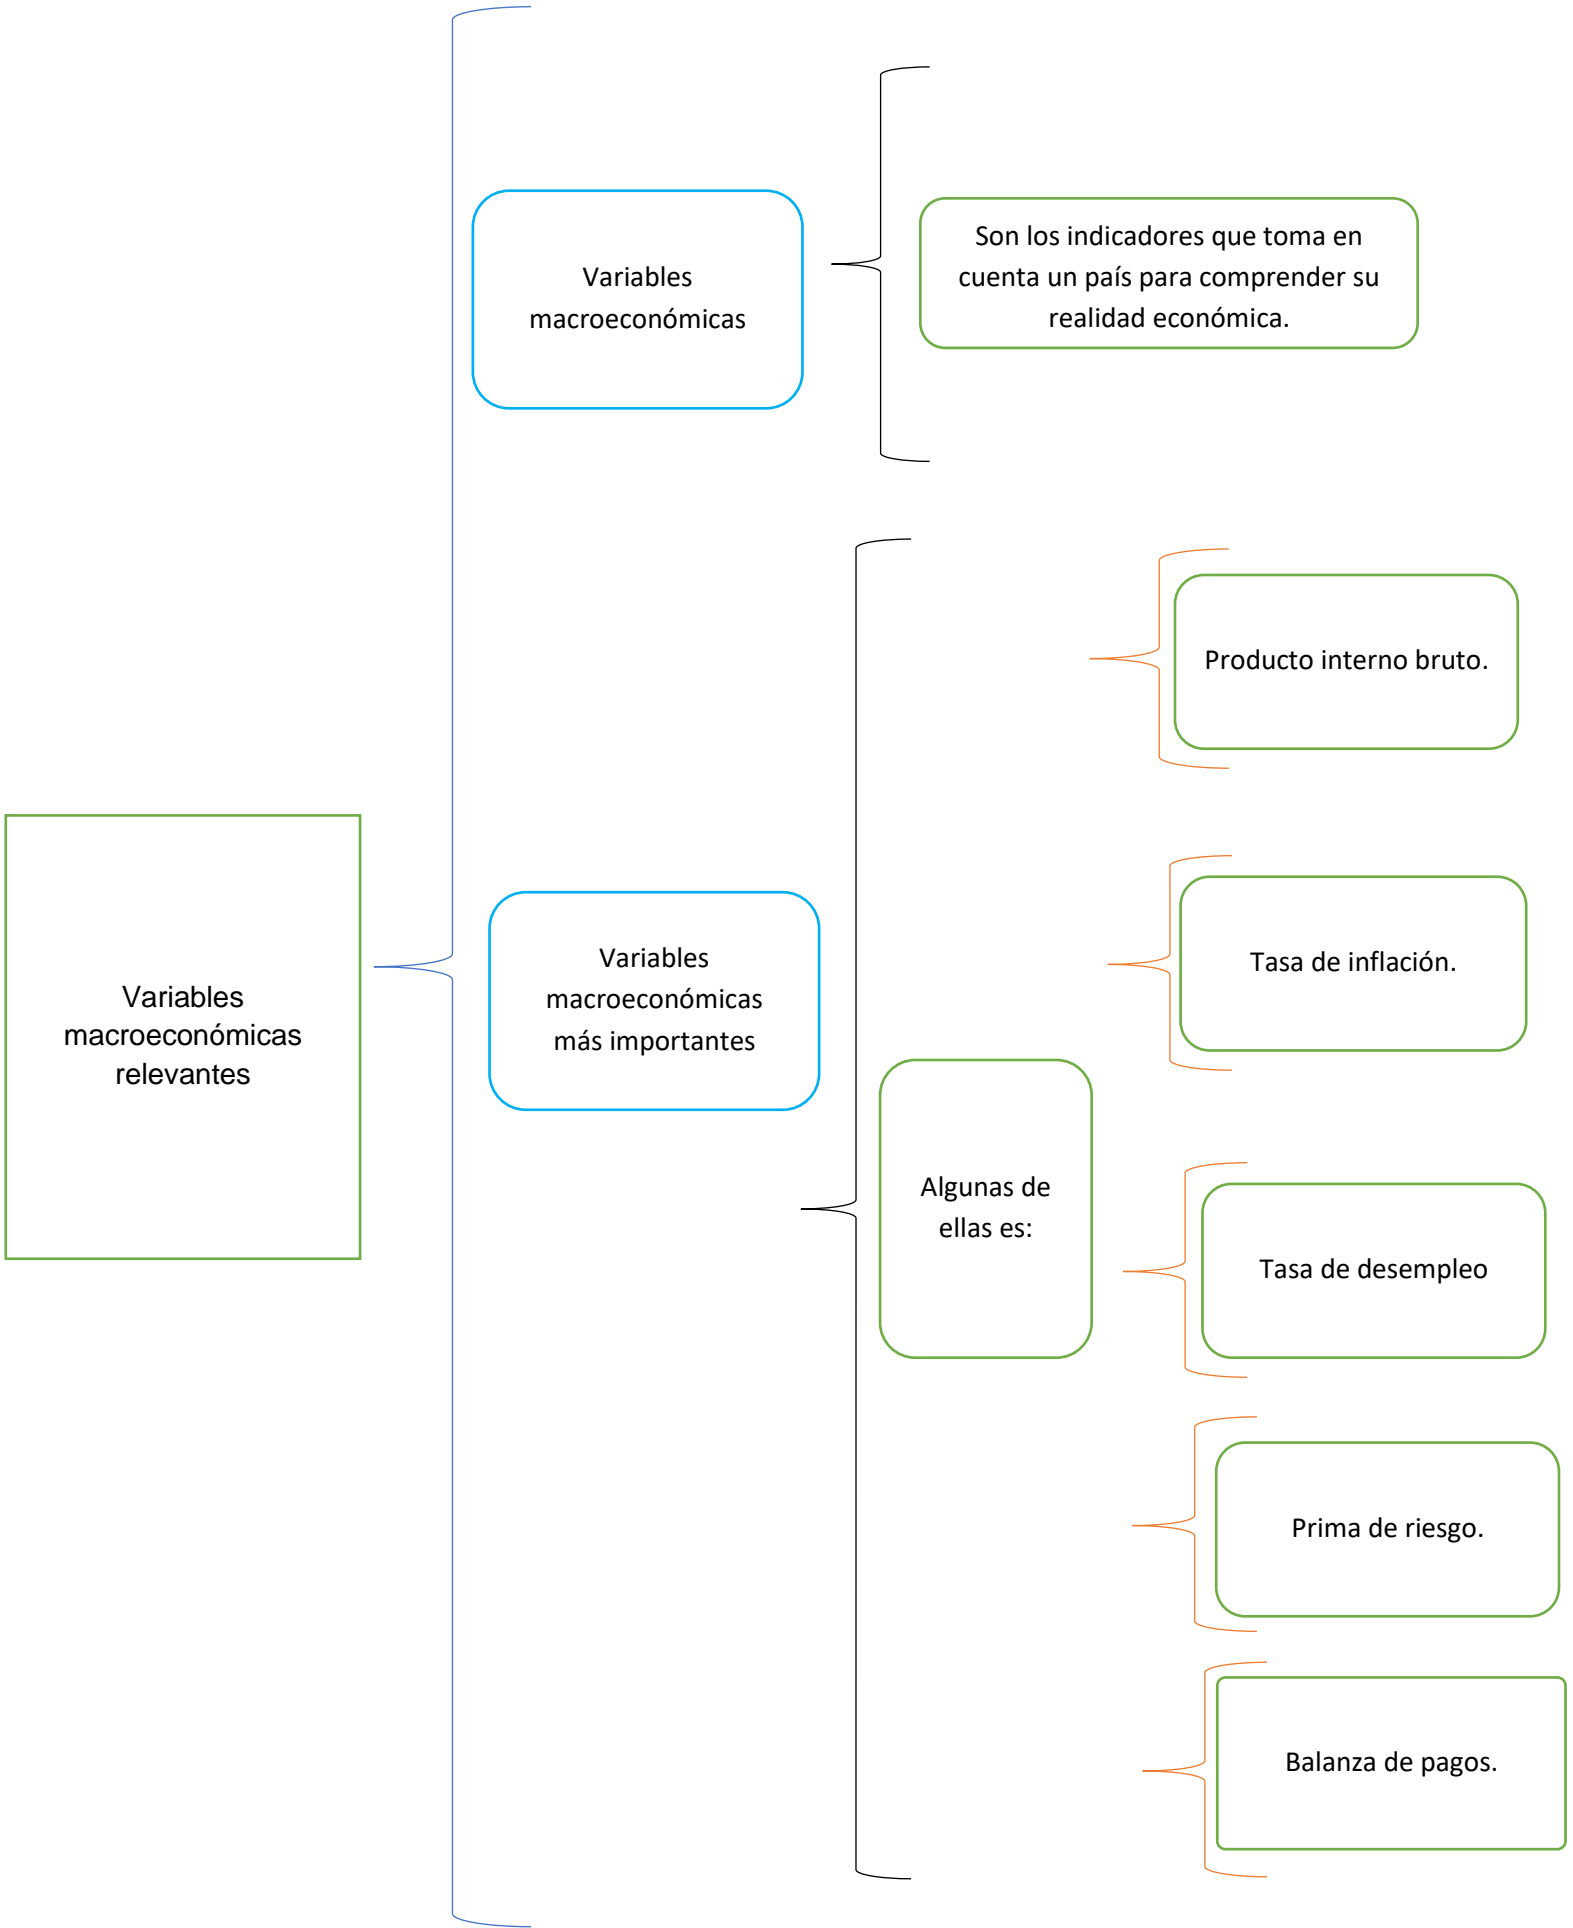 Variables
macroeconómicas
relevantes
Variables
macroeconómicas
Son los indicadores que toma en
cuenta un país para comprender su
realidad económica.
Variables
macroeconómicas
más importantes
Algunas de
ellas es:
Producto interno bruto.
Tasa de inflación.
Tasa de desempleo
Prima de riesgo.
Balanza de pagos.